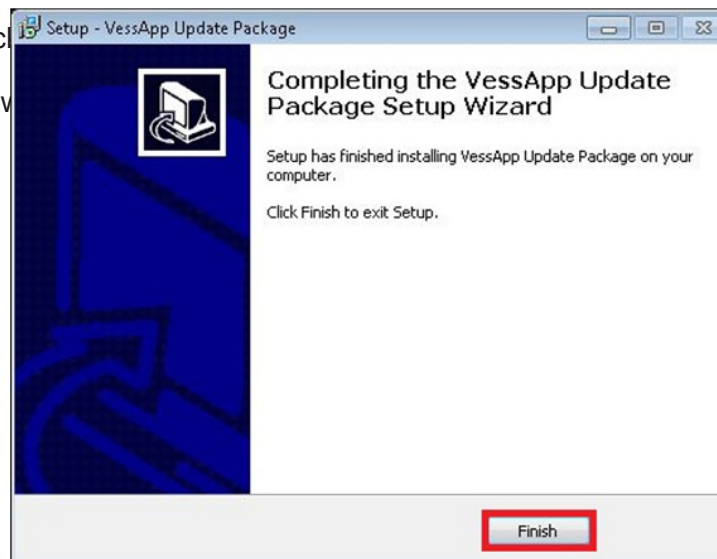 Setup - VessApp Update Package
Completing the VessApp Update
Package Setup Wizard
Setup has finished installing VessApp Update Package on your
computer.
Click Finish to exit Setup.
Finish